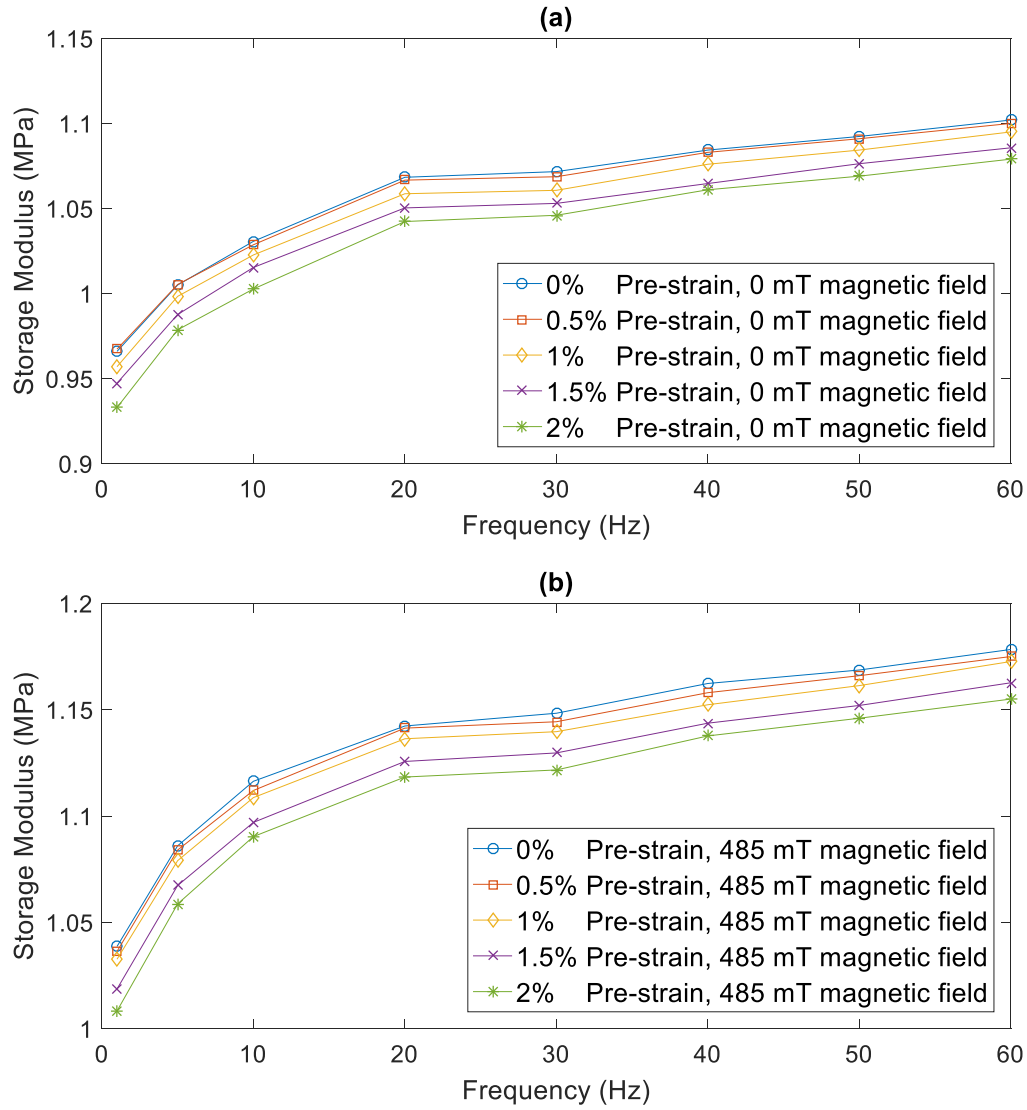 (a)
1.15
1.1
1.05
1
0.95
0.9
Storage Modulus (MPa)
0% Pre-strain, 0 mT magnetic field
0.5% Pre-strain, 0 mT magnetic field
1% Pre-strain, 0 mT magnetic field
1.5% Pre-strain, 0 mT magnetic field
2% Pre-strain, 0 mT magnetic field
0 10 20 30 40 50 60
Frequency (Hz)
(b)
1.2
1.15
1.1
1.05
1
Storage Modulus (MPa)
0% Pre-strain, 485 mT magnetic field
0.5% Pre-strain, 485 mT magnetic field
1% Pre-strain, 485 mT magnetic field
1.5% Pre-strain, 485 mT magnetic field
2% Pre-strain, 485 mT magnetic field
0 10 20 30 40 50 60
Frequency (Hz)